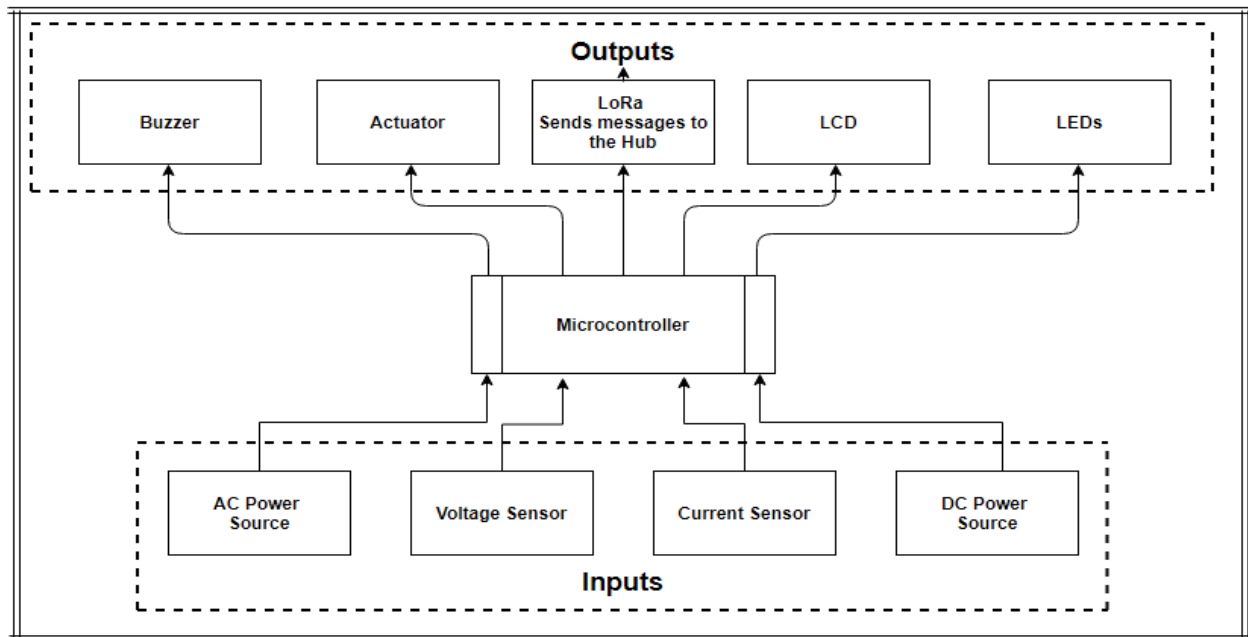 Outputs
Buzzer
Actuator
LoRa
Sends messages to
the Hub
LCD
LEDs
Microcontroller
AC Power
Source
Voltage Sensor
Current Sensor
DC Power
Source
Inputs